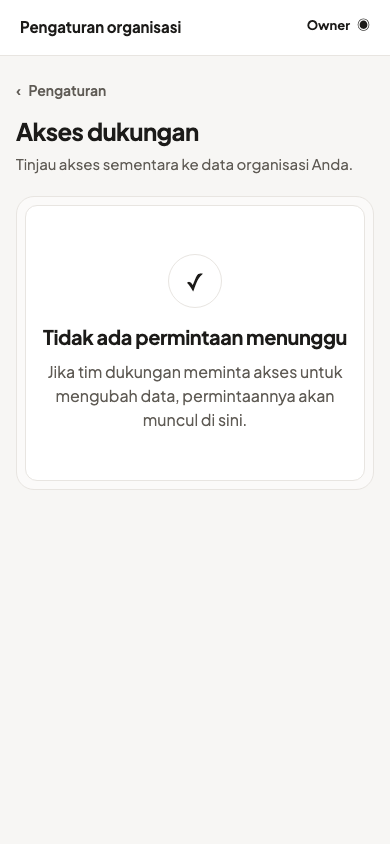 Pengaturan organisasi
Owner
‹ Pengaturan
Akses dukungan
Tinjau akses sementara ke data organisasi Anda.
Tidak ada permintaan menunggu
Jika tim dukungan meminta akses untuk
mengubah data, permintaannya akan
muncul di sini.